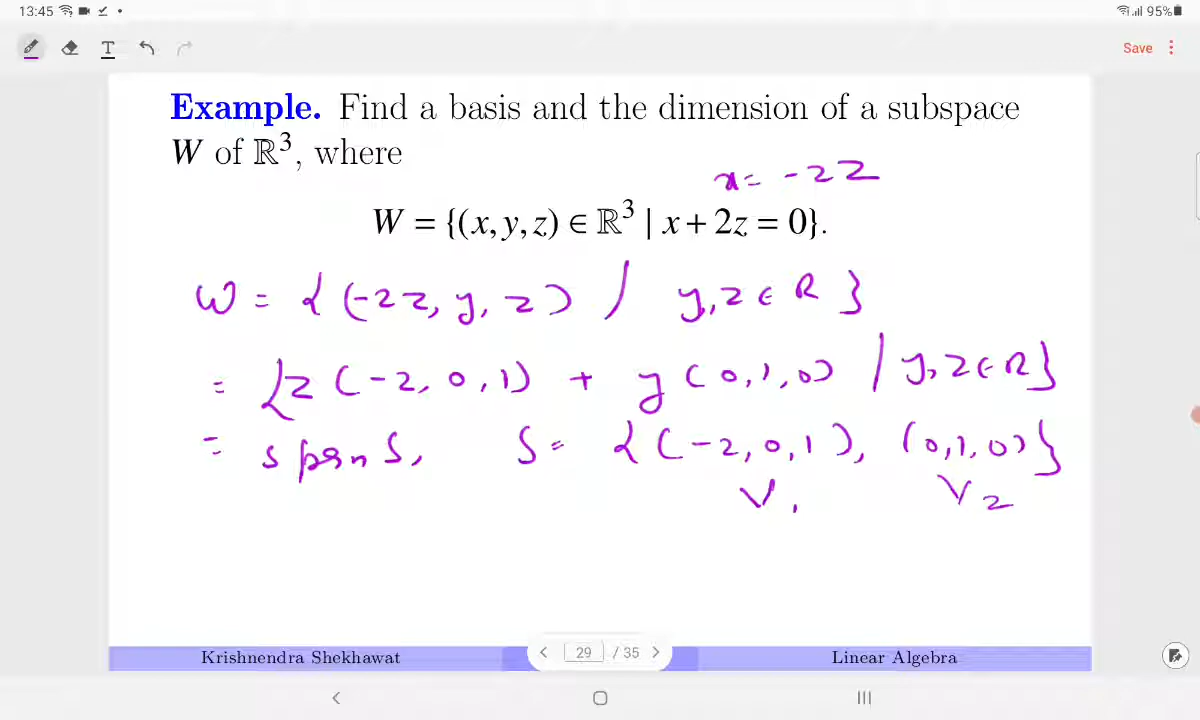 13:45 95%
T Save
Example. Find a basis and the dimension of a subspace
W of ℝ³, where
x = -2z
W = {(x, y, z) ∈ ℝ³ | x + 2z = 0}.
W = {(-2z, y, z) / y, z ∈ R}
= {z(-2, 0, 1) + y(0, 1, 0) / y, z ∈ R}
= span S, S = {(-2, 0, 1), (0, 1, 0)}
V₁ V₂
Krishnendra Shekhawat 29 / 35 Linear Algebra